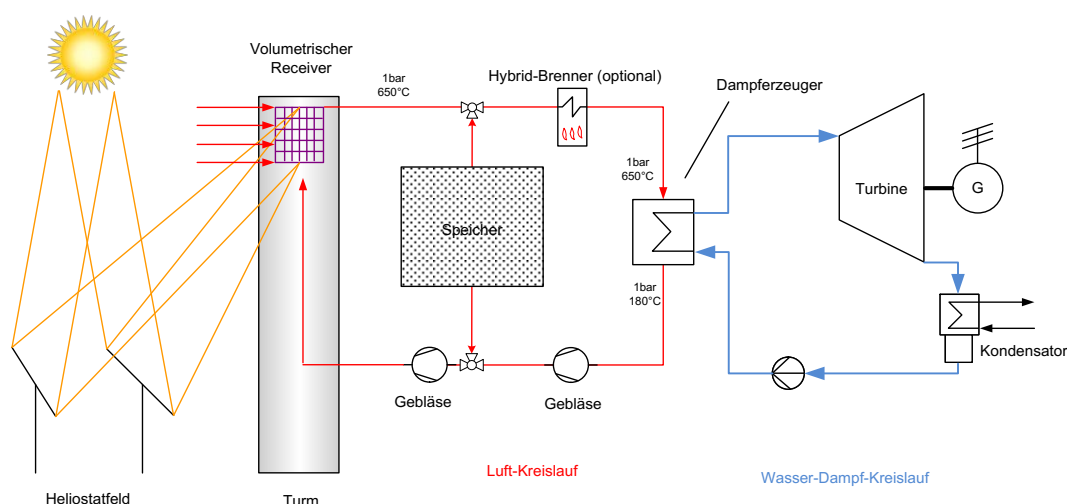 Volumetrischer
Receiver
1bar
650°C
Hybrid-Brenner (optional)
Dampferzeuger
1bar
650°C
Turbine
G
Speicher
1bar
180°C
Kondensator
Gebläse
Gebläse
Luft-Kreislauf
Wasser-Dampf-Kreislauf
Heliostatfeld
Turm